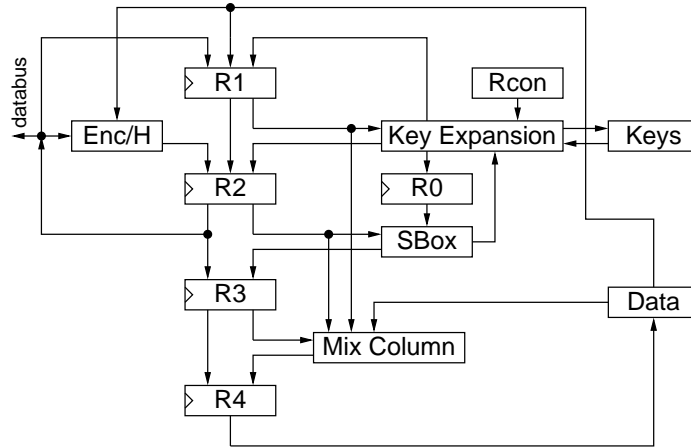 databus
R1
Rcon
Enc/H
Key Expansion
Keys
R2
R0
SBox
R3
Data
Mix Column
R4